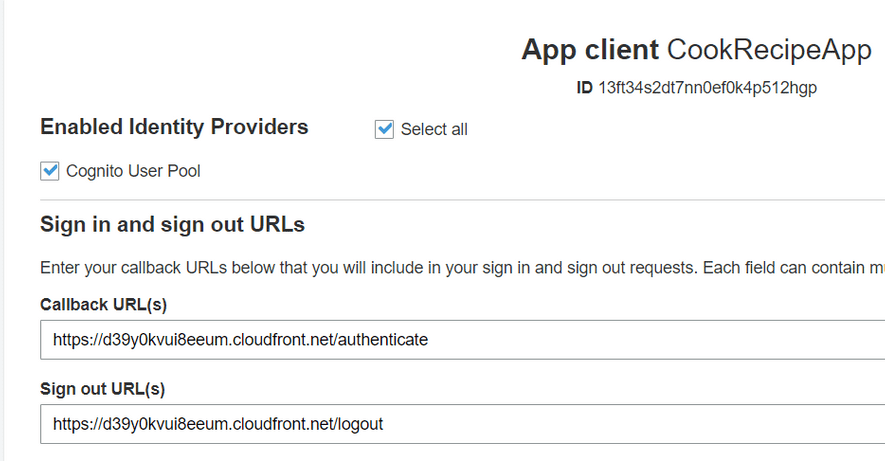 App client CookRecipeApp
ID 13ft34s2dt7nn0ef0k4p512hgp
Enabled Identity Providers
Select all
Cognito User Pool
Sign in and sign out URLs
Enter your callback URLs below that you will include in your sign in and sign out requests. Each field can contain
Callback URL(s)
https://d39y0kvui8eeum.cloudfront.net/authenticate
Sign out URL(s)
https://d39y0kvui8eeum.cloudfront.net/logout